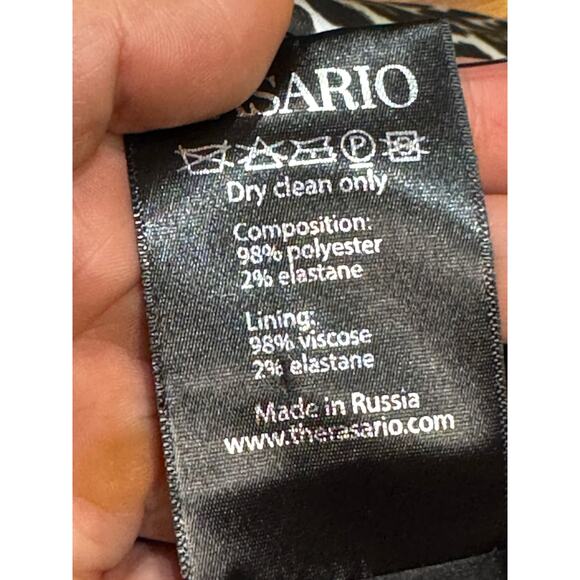 ASARIO
P
Dry clean only
Composition:
98% polyester
2% elastane
Lining:
98% viscose
2% elastane
Made in Russia
www.therasario.com